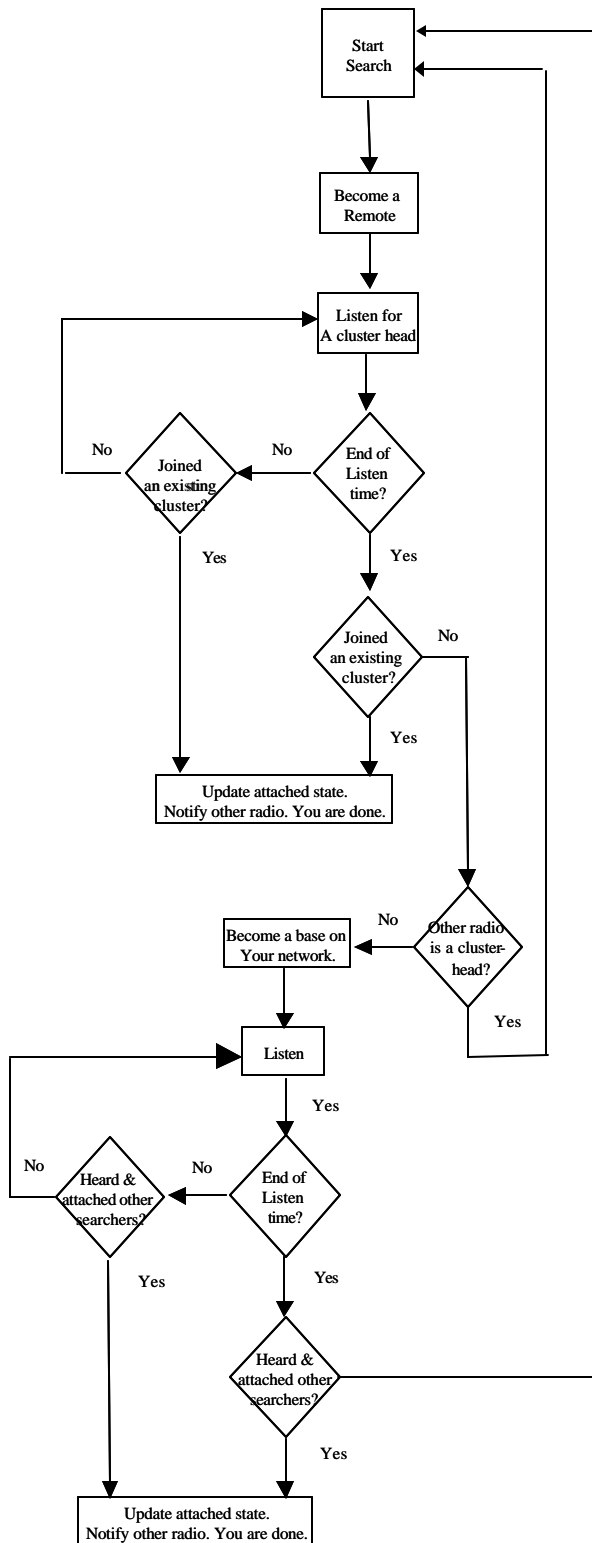 Start
Search
Become a
Remote
Listen for
A cluster head
No
Joined
an existing
cluster?
No
End of
Listen
time?
Yes
Yes
Joined
an existing
cluster?
No
Yes
Update attached state.
Notify other radio. You are done.
Become a base on
Your network.
No
Other radio
is a cluster-
head?
Yes
Listen
Yes
No
Heard &
attached other
searchers?
No
End of
Listen
time?
Yes
Yes
Heard &
attached other
searchers?
Yes
Update attached state.
Notify other radio. You are done.